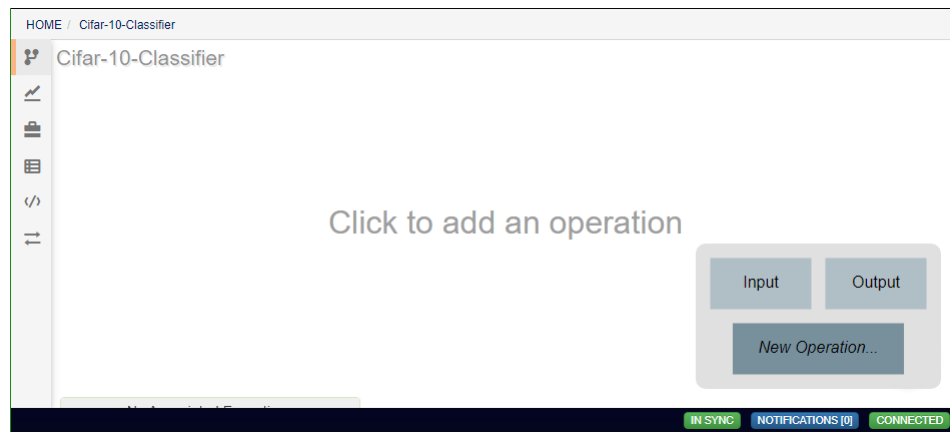 HOME / Cifar-10-Classifier
Cifar-10-Classifier
Click to add an operation
Input
Output
New Operation...
IN SYNC
NOTIFICATIONS [0]
CONNECTED